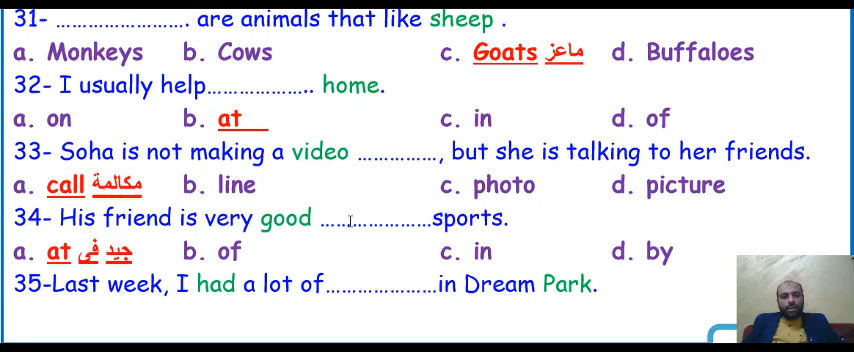 31- ……………………. are animals that like sheep .
a. Monkeys b. Cows c. Goats ماعز d. Buffaloes
32- I usually help……………….. home.
a. on b. at c. in d. of
33- Soha is not making a video ……………, but she is talking to her friends.
a. call مكالمة b. line c. photo d. picture
34- His friend is very good …………………sports.
a. at جيد في b. of c. in d. by
35-Last week, I had a lot of…………………in Dream Park.